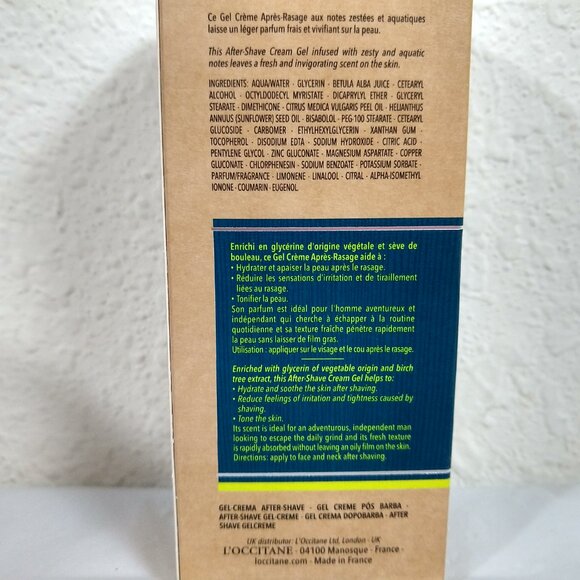 Ce Gel Crème Après-Rasage aux notes zestées et aquatiques
laisse un léger parfum frais et vivifiant sur la peau.
This After-Shave Cream Gel infused with zesty and aquatic
notes leaves a fresh and invigorating scent on the skin.
INGREDIENTS: AQUA/WATER · GLYCERIN · BETULA ALBA JUICE · CETEARYL
ALCOHOL · OCTYLDODECYL MYRISTATE · DICAPRYLYL ETHER · GLYCERYL
STEARATE · DIMETHICONE · CITRUS MEDICA VULGARIS PEEL OIL · HELIANTHUS
ANNUUS (SUNFLOWER) SEED OIL · BISABOLOL · PEG 100 STEARATE · CETEARYL
GLUCOSIDE · CARBOMER · ETHYLHEXYLGLYCERIN · XANTHAN GUM ·
TOCOPHEROL · DISODIUM EDTA · SODIUM HYDROXIDE · CITRIC ACID ·
PENTYLENE GLYCOL · ZINC GLUCONATE · MAGNESIUM ASPARTATE · COPPER
GLUCONATE · CHLORPHENESIN · SODIUM BENZOATE · POTASSIUM SORBATE ·
PARFUM/FRAGRANCE · LIMONENE · LINALOOL · CITRAL · ALPHA-ISOMETHYL
IONONE · COUMARIN · EUGENOL
Enrichi en glycérine d'origine végétale et sève de
bouleau, ce Gel Crème Après-Rasage aide à :
• Hydrater et apaiser la peau après le rasage.
• Réduire les sensations d'irritation et de tiraillement
liées au rasage.
• Tonifier la peau.
Son parfum est idéal pour l'homme aventureux et
indépendant qui cherche à échapper à la routine
quotidienne et sa texture fraîche pénètre rapidement
la peau sans laisser de film gras.
Utilisation : appliquer sur le visage et le cou après le rasage.
Enriched with glycerin of vegetable origin and birch
tree extract, this After-Shave Cream Gel helps to:
• Hydrate and soothe the skin after shaving.
• Reduce feelings of irritation and tightness caused by
shaving.
• Tone the skin.
Its scent is ideal for an adventurous, independent man
looking to escape the daily grind and its fresh texture
is rapidly absorbed without leaving an oily film on the skin.
Directions: apply to face and neck after shaving.
GEL-CREMA AFTER-SHAVE · GEL CREME PÓS BARBA ·
AFTER-SHAVE GEL-CREME · GEL CREMA DOPOBARBA · AFTER
SHAVE GELCREME
UK distributor: L'Occitane Ltd, London - UK
L'OCCITANE · 04100 Manosque · France ·
loccitane.com · Made in France